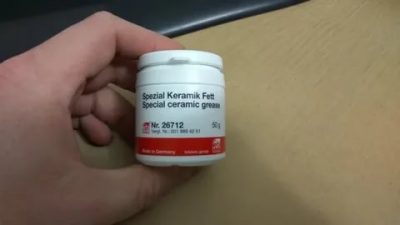 Spezial Keramik Fett
Special ceramic grease
Nr. 26712
50 g
Made in Germany